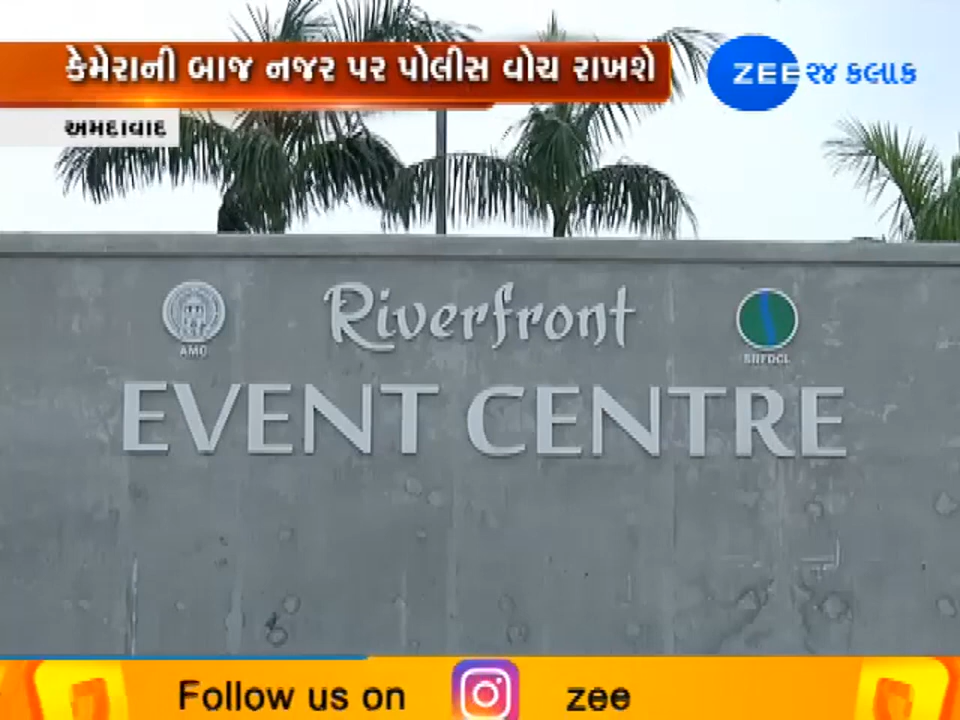 કેમેરાની બાજ નજર પર પોલીસ વોચ રાખશે
ZEE ૨૪ કલાક
અમદાવાદ
Riverfront
AMC
SRFDCL
EVENT CENTRE
Follow us on zee